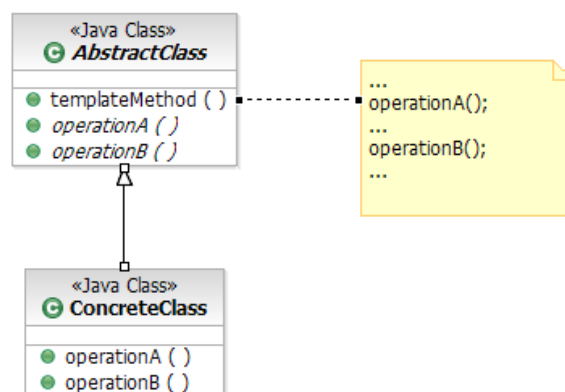 «Java Class»
AbstractClass
templateMethod ( )
operationA ( )
operationB ( )
...
operationA();
...
operationB();
...
«Java Class»
ConcreteClass
operationA ( )
operationB ( )